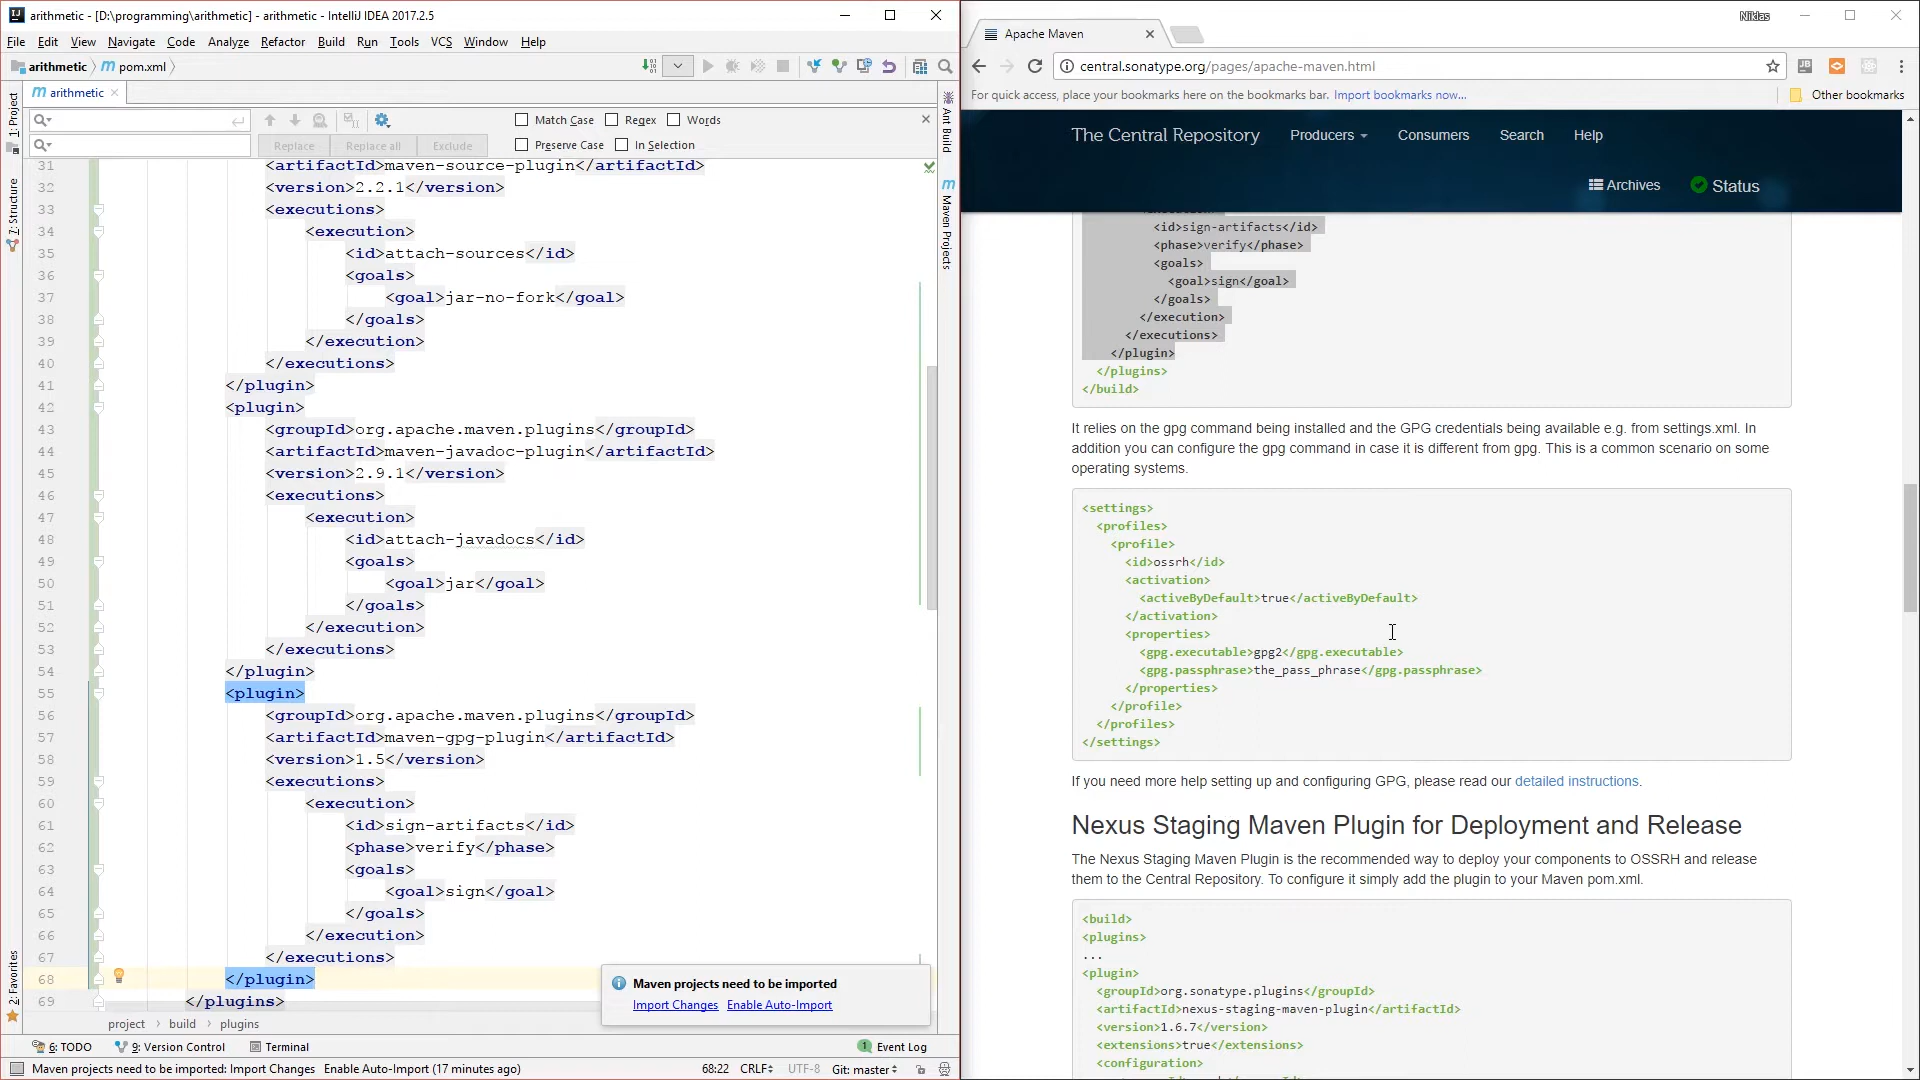 arithmetic - [D:\programming\arithmetic] - arithmetic - IntelliJ IDEA 2017.2.5
File Edit View Navigate Code Analyze Refactor Build Run Tools VCS Window Help
arithmetic pom.xml
arithmetic
Match Case Regex Words
Replace Replace all Exclude Preserve Case In Selection
1: Project
7: Structure
2: Favorites
Ant Build
Maven Projects
31 <artifactId>maven-source-plugin</artifactId>
32 <version>2.2.1</version>
33 <executions>
34 <execution>
35 <id>attach-sources</id>
36 <goals>
37 <goal>jar-no-fork</goal>
38 </goals>
39 </execution>
40 </executions>
41 </plugin>
42 <plugin>
43 <groupId>org.apache.maven.plugins</groupId>
44 <artifactId>maven-javadoc-plugin</artifactId>
45 <version>2.9.1</version>
46 <executions>
47 <execution>
48 <id>attach-javadocs</id>
49 <goals>
50 <goal>jar</goal>
51 </goals>
52 </execution>
53 </executions>
54 </plugin>
55 <plugin>
56 <groupId>org.apache.maven.plugins</groupId>
57 <artifactId>maven-gpg-plugin</artifactId>
58 <version>1.5</version>
59 <executions>
60 <execution>
61 <id>sign-artifacts</id>
62 <phase>verify</phase>
63 <goals>
64 <goal>sign</goal>
65 </goals>
66 </execution>
67 </executions>
68 </plugin>
69 </plugins>
Maven projects need to be imported
Import Changes Enable Auto-Import
project build plugins
6: TODO 9: Version Control Terminal 1 Event Log
Maven projects need to be imported: Import Changes Enable Auto-Import (17 minutes ago) 68:22 CRLF UTF-8 Git: master
Niklas
Apache Maven
central.sonatype.org/pages/apache-maven.html
For quick access, place your bookmarks here on the bookmarks bar. Import bookmarks now... Other bookmarks
The Central Repository Producers Consumers Search Help
Archives Status
<id>sign-artifacts</id>
<phase>verify</phase>
<goals>
<goal>sign</goal>
</goals>
</execution>
</executions>
</plugin>
</plugins>
</build>
It relies on the gpg command being installed and the GPG credentials being available e.g. from settings.xml. In
addition you can configure the gpg command in case it is different from gpg. This is a common scenario on some
operating systems.
<settings>
<profiles>
<profile>
<id>ossrh</id>
<activation>
<activeByDefault>true</activeByDefault>
</activation>
<properties>
<gpg.executable>gpg2</gpg.executable>
<gpg.passphrase>the_pass_phrase</gpg.passphrase>
</properties>
</profile>
</profiles>
</settings>
If you need more help setting up and configuring GPG, please read our detailed instructions.
Nexus Staging Maven Plugin for Deployment and Release
The Nexus Staging Maven Plugin is the recommended way to deploy your components to OSSRH and release
them to the Central Repository. To configure it simply add the plugin to your Maven pom.xml.
<build>
<plugins>
...
<plugin>
<groupId>org.sonatype.plugins</groupId>
<artifactId>nexus-staging-maven-plugin</artifactId>
<version>1.6.7</version>
<extensions>true</extensions>
<configuration>